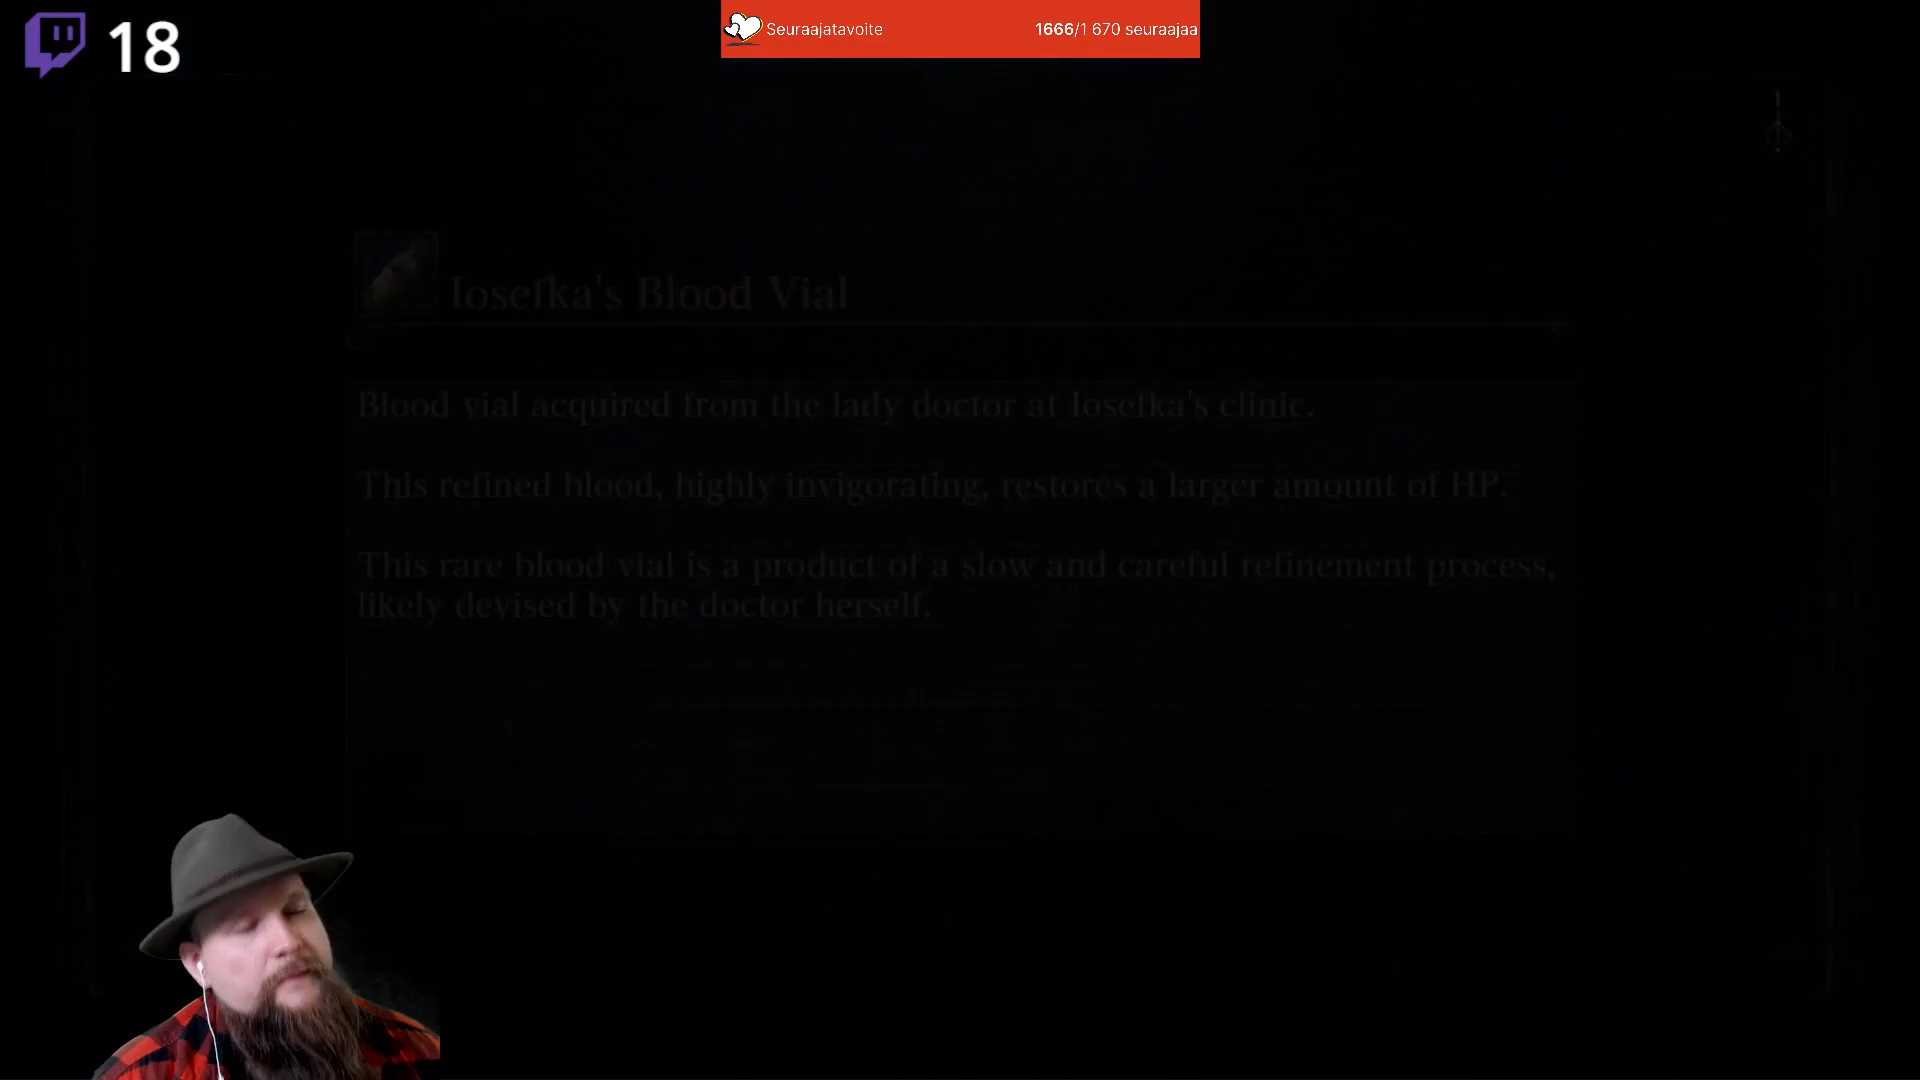 18
Seuraajatavoite 1666/1 670 seuraajaa
Iosefka's Blood Vial
Blood vial acquired from the lady doctor at Iosefka's clinic.
This refined blood, highly invigorating, restores a larger amount of HP.
This rare blood vial is a product of a slow and careful refinement process,
likely devised by the doctor herself.